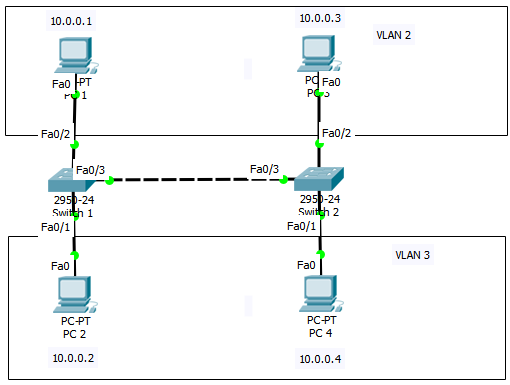 10.0.0.1
10.0.0.3
VLAN 2
Fa0
-PT
1
Fa0
PC
Fa0/2
Fa0/2
Fa0/3
Fa0/3
2950-24
Switch 1
2950-24
Switch 2
Fa0/1
Fa0/1
VLAN 3
Fa0
Fa0
PC-PT
PC 2
PC-PT
PC 4
10.0.0.2
10.0.0.4